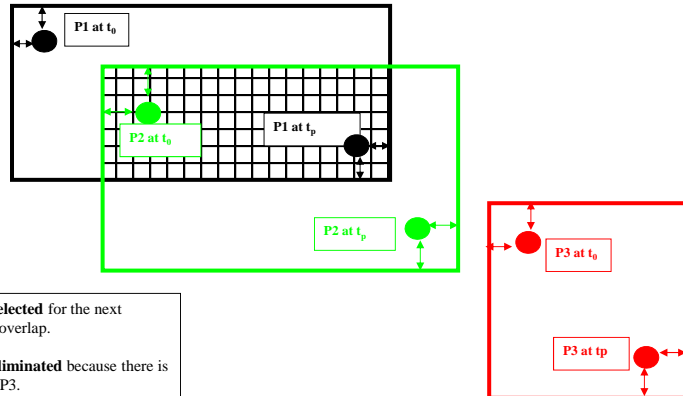 P1 at t₀
P2 at t₀
P1 at tₚ
P2 at tₚ
P3 at t₀
P3 at tp
elected for the next
overlap.
liminated because there is
P3.